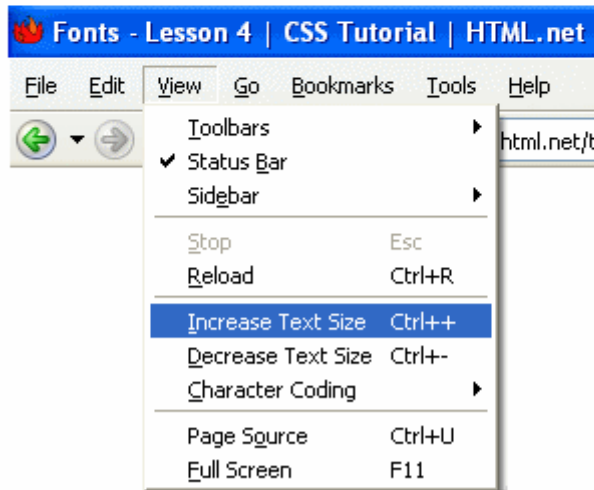 Fonts - Lesson 4 | CSS Tutorial | HTML.net
File Edit View Go Bookmarks Tools Help
html.net/t
Toolbars
Status Bar
Sidebar
Stop Esc
Reload Ctrl+R
Increase Text Size Ctrl++
Decrease Text Size Ctrl+-
Character Coding
Page Source Ctrl+U
Full Screen F11